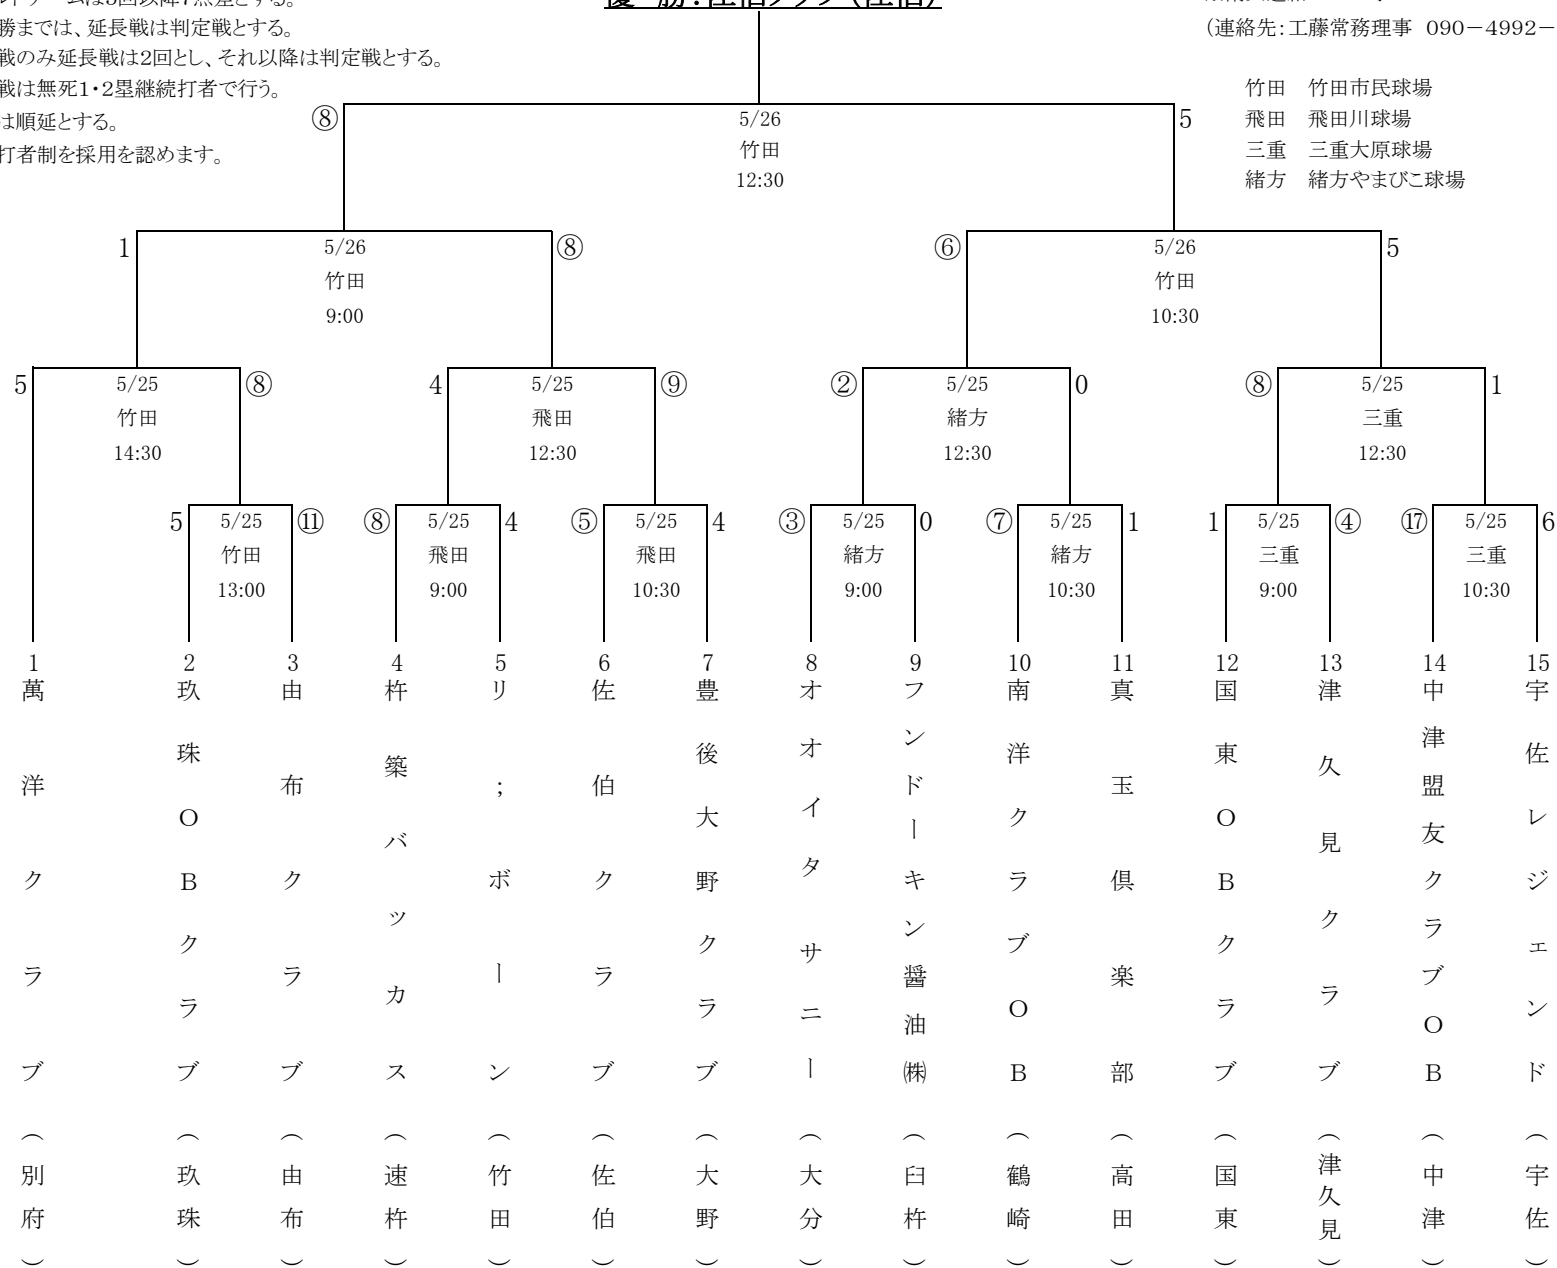 優　勝：佐伯クラブ（佐伯）
勝までは、延長戦は判定戦とする。
（連絡先：工藤常務理事　090－4992－
戦のみ延長戦は2回とし、それ以降は判定戦とする。
戦は無死1・2塁継続打者で行う。
は順延とする。
打者制を採用を認めます。
竹田　竹田市民球場
飛田　飛田川球場
三重　三重大原球場
緒方　緒方やまびこ球場
⑧ 5/26 5
竹田
12:30
1 5/26 ⑧ ⑥ 5/26 5
竹田 竹田
9:00 10:30
5 5/25 ⑧ 4 5/25 ⑨ ② 5/25 0 ⑧ 5/25 1
竹田 飛田 緒方 三重
14:30 12:30 12:30 12:30
5 5/25 ⑪ ⑧ 5/25 4 ⑤ 5/25 4 ③ 5/25 0 ⑦ 5/25 1 1 5/25 ④ ⑰ 5/25 6
竹田 飛田 飛田 緒方 緒方 三重 三重
13:00 9:00 10:30 9:00 10:30 9:00 10:30
1 萬洋クラブ（別府）
2 玖珠OBクラブ（玖珠）
3 由布クラブ（由布）
4 杵築バッカス（速杵）
5 リ;ボーン（竹田）
6 佐伯クラブ（佐伯）
7 豊後大野クラブ（大野）
8 オオイタサニー（大分）
9 フンドーキン醤油㈱（臼杵）
10 南洋クラブOB（鶴崎）
11 真玉倶楽部（高田）
12 国東OBクラブ（国東）
13 津久見クラブ（津久見）
14 中津盟友クラブOB（中津）
15 宇佐レジェンド（宇佐）